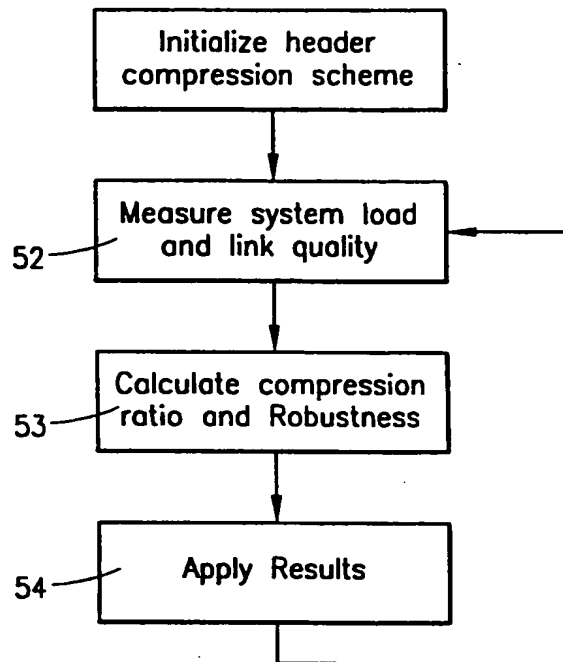 Initialize header
compression scheme
Measure system load
and link quality
52
Calculate compression
ratio and Robustness
53
Apply Results
54